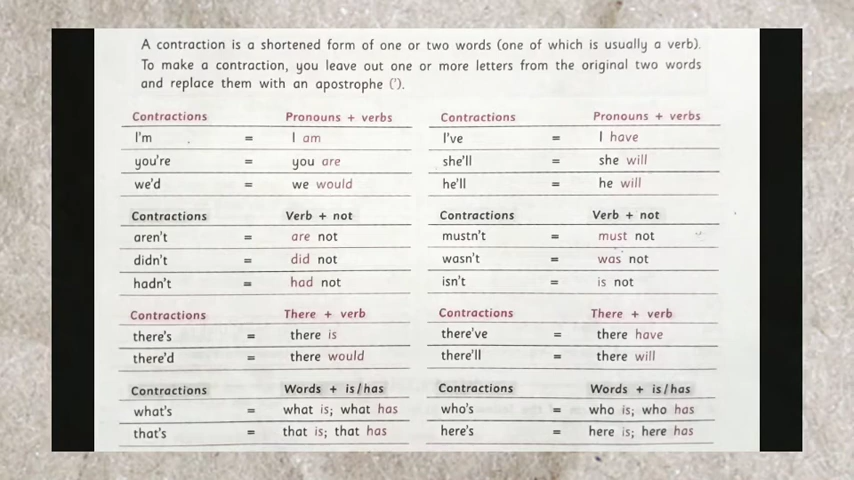 A contraction is a shortened form of one or two words (one of which is usually a verb).
To make a contraction, you leave out one or more letters from the original two words
and replace them with an apostrophe (').
Contractions Pronouns + verbs Contractions Pronouns + verbs
I'm = I am I've = I have
you're = you are she'll = she will
we'd = we would he'll = he will
Contractions Verb + not Contractions Verb + not
aren't = are not mustn't = must not
didn't = did not wasn't = was not
hadn't = had not isn't = is not
Contractions There + verb Contractions There + verb
there's = there is there've = there have
there'd = there would there'll = there will
Contractions Words + is/has Contractions Words + is/has
what's = what is; what has who's = who is; who has
that's = that is; that has here's = here is; here has